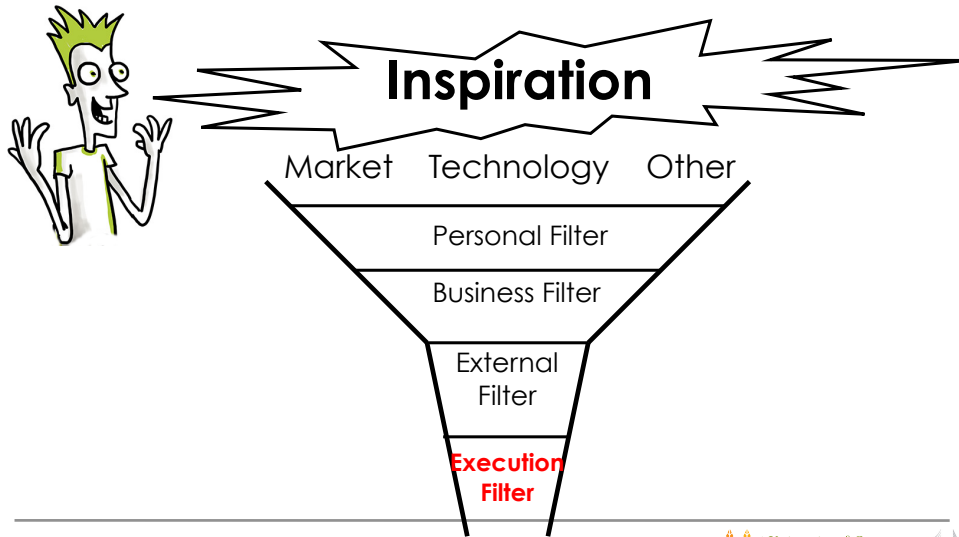 Inspiration
Market Technology Other
Personal Filter
Business Filter
External
Filter
Execution
Filter